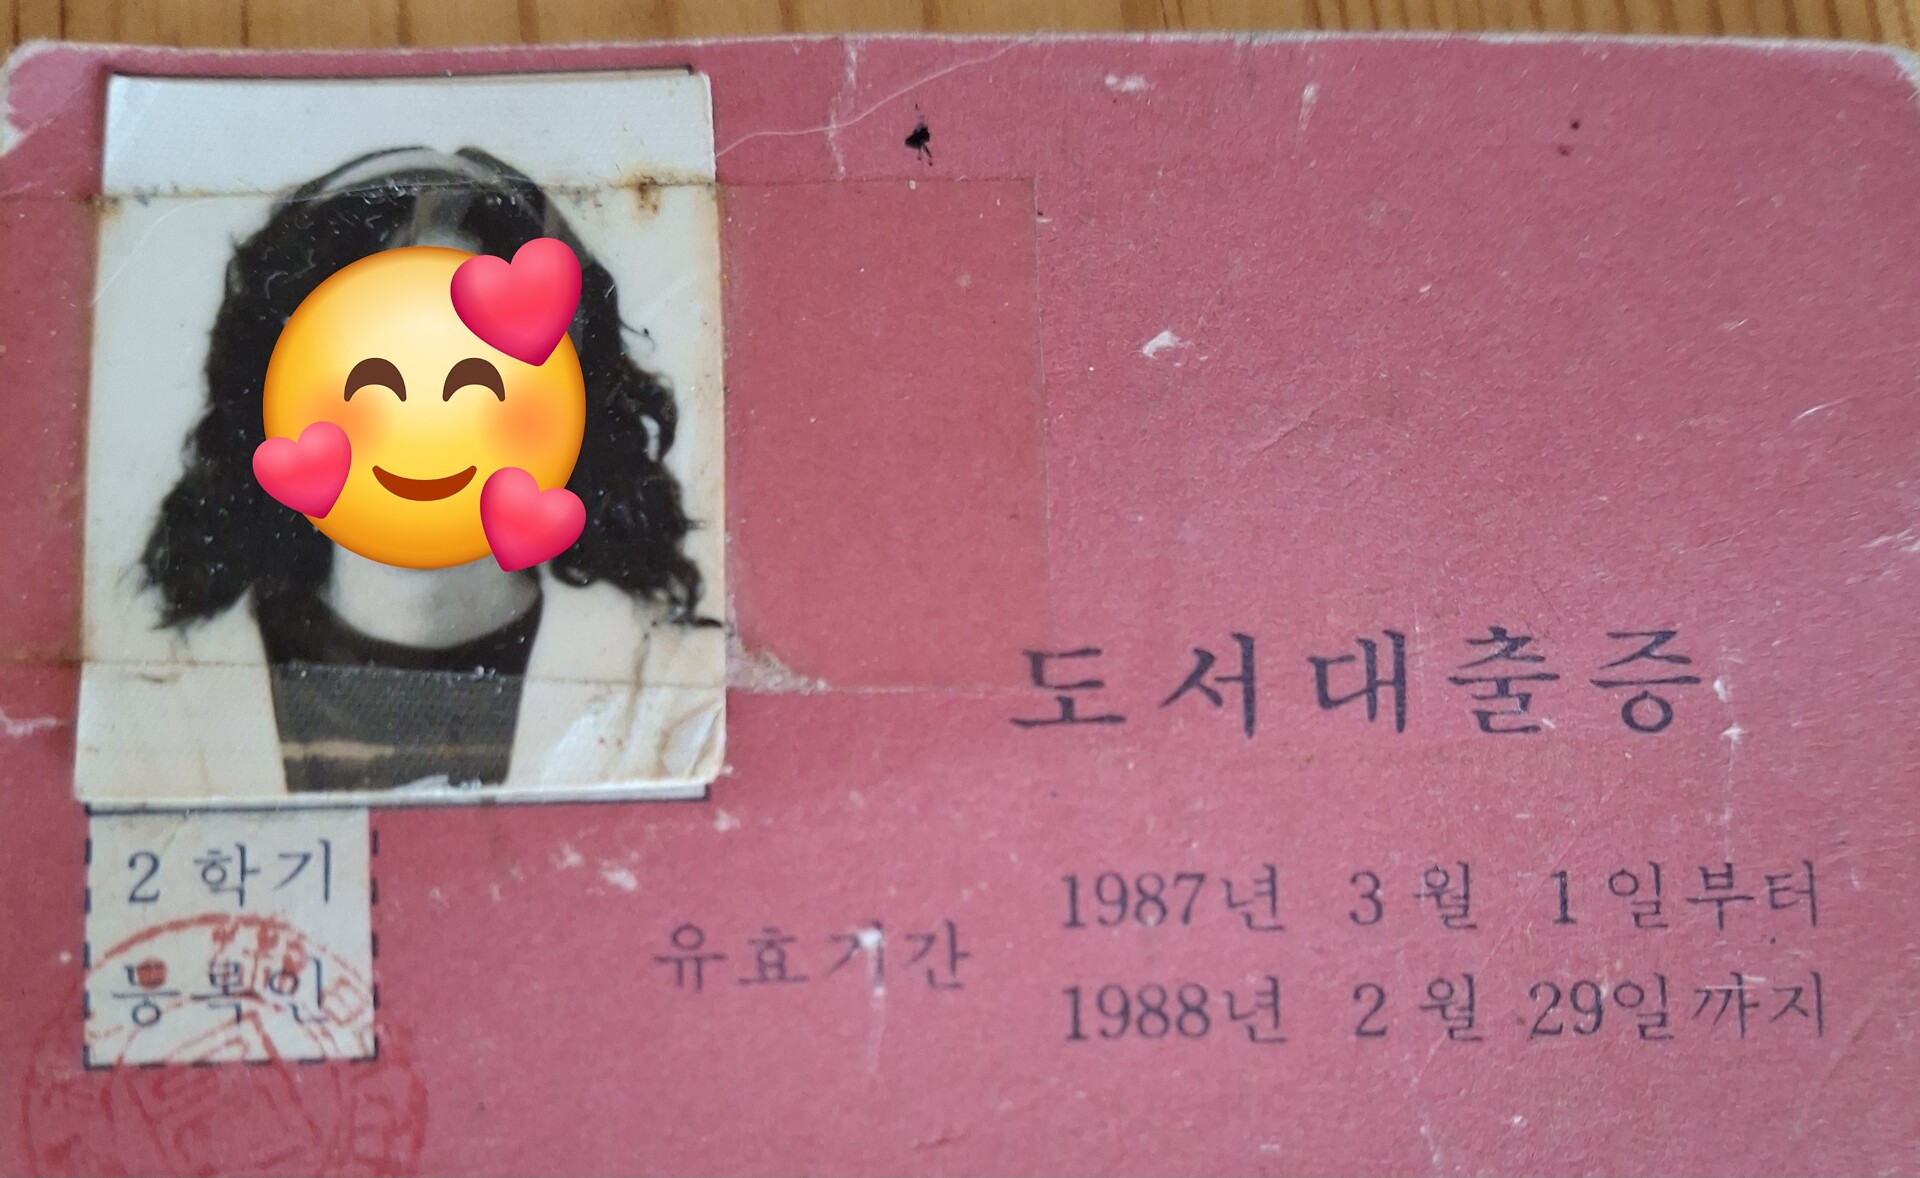 도서대출증
2 학기
등록인
유효기간
1987년 3월 1일부터
1988년 2월 29일까지